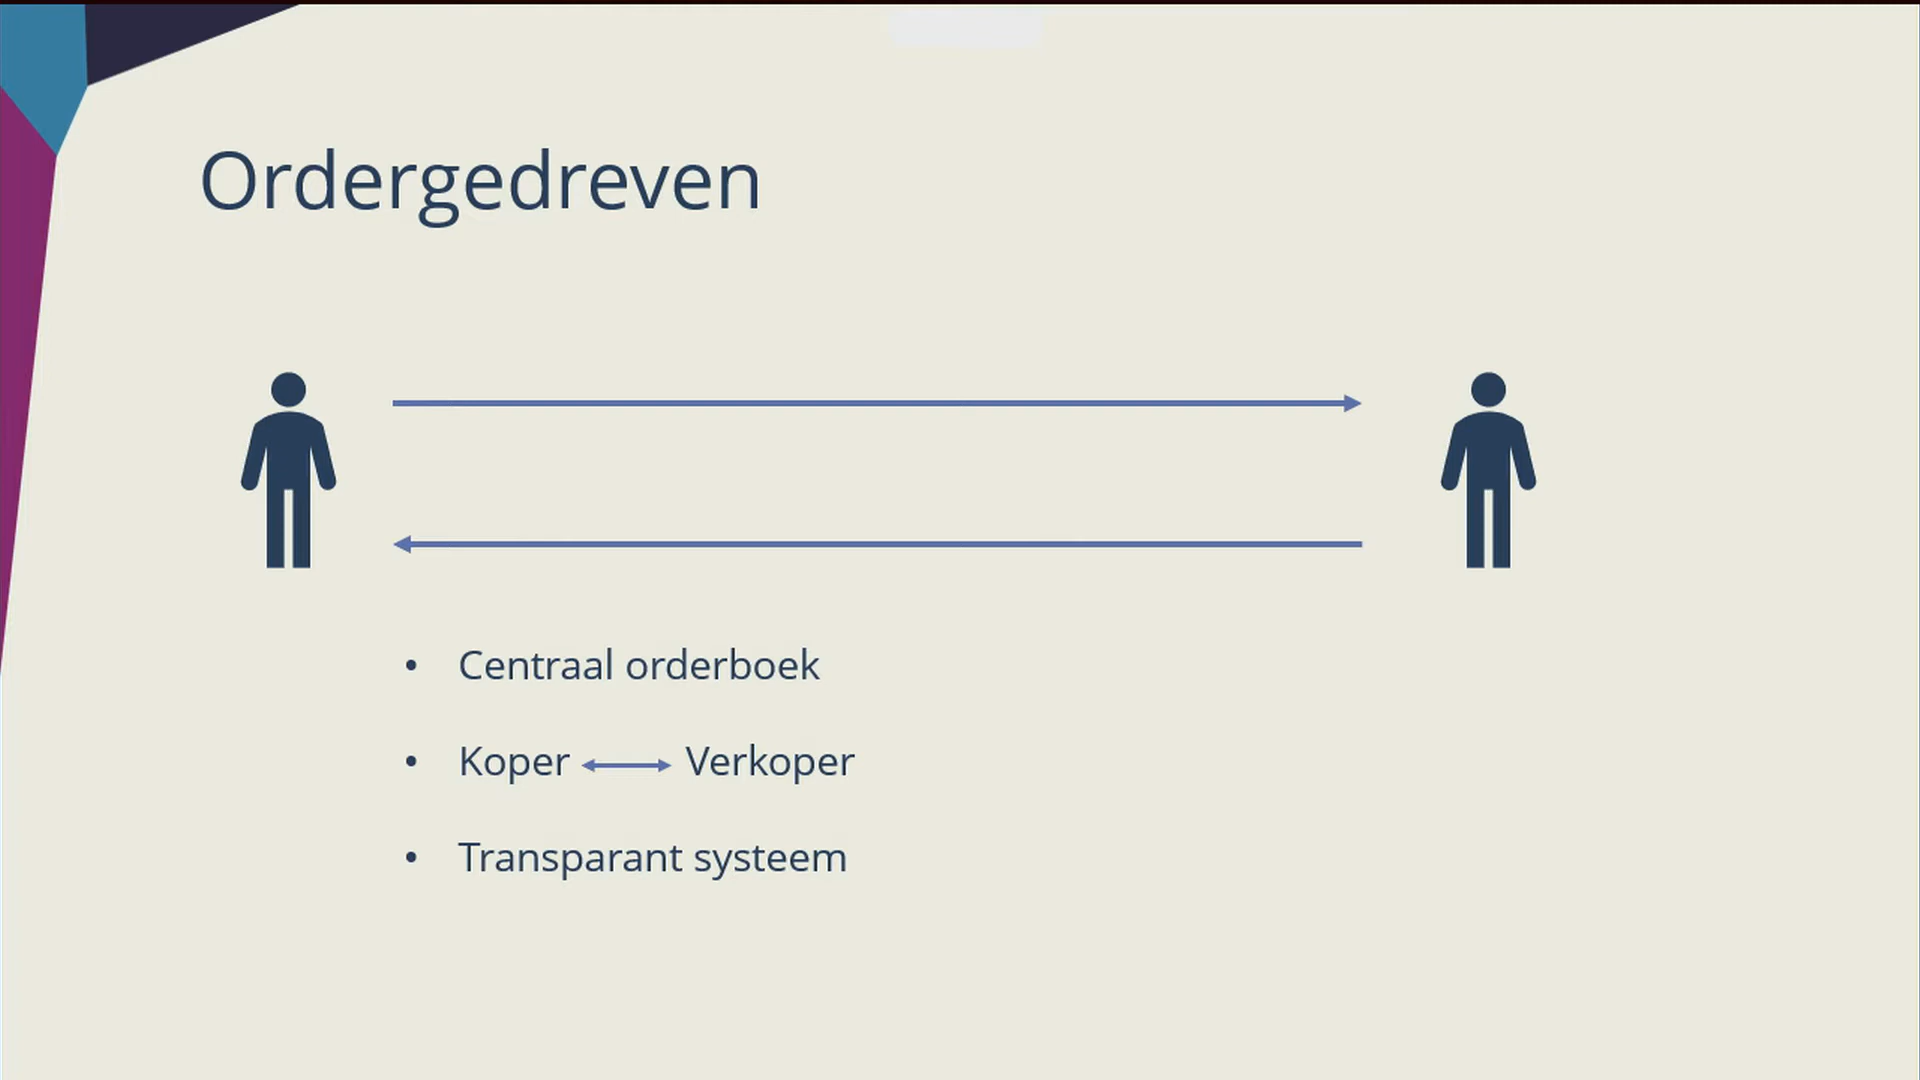 Ordergedreven
• Centraal orderboek
• Koper ↔ Verkoper
• Transparant systeem